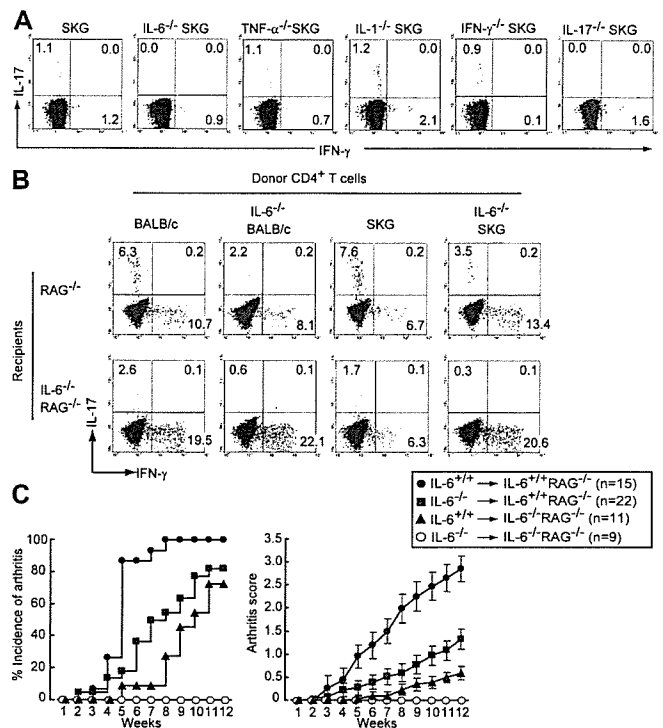 A
SKG
IL-6-/- SKG
TNF-α-/-SKG
IL-1-/- SKG
IFN-γ-/- SKG
IL-17-/- SKG
1.1 0.0 0.0 0.0 1.1 0.0 1.2 0.0 0.9 0.0 0.0 0.0
IL-17
1.2 0.9 0.7 2.1 0.1 1.6
IFN-γ
B
Donor CD4+ T cells
BALB/c
IL-6-/- BALB/c
SKG
IL-6-/- SKG
Recipients
RAG-/-
6.3 0.2 2.2 0.2 7.6 0.2 3.5 0.2
10.7 8.1 6.7 13.4
IL-6-/- RAG-/-
2.6 0.1 0.6 0.1 1.7 0.1 0.3 0.1
19.5 22.1 6.3 20.6
IL-17
IFN-γ
C
IL-6+/+ → IL-6+/+RAG-/- (n=15)
IL-6-/- → IL-6+/+RAG-/- (n=22)
IL-6+/+ → IL-6-/-RAG-/- (n=11)
IL-6-/- → IL-6-/-RAG-/- (n=9)
% Incidence of arthritis
100
80
60
40
20
0
1 2 3 4 5 6 7 8 9 10 11 12
Weeks
Arthritis score
3.5
3.0
2.5
2.0
1.5
1.0
0.5
0
1 2 3 4 5 6 7 8 9 10 11 12
Weeks